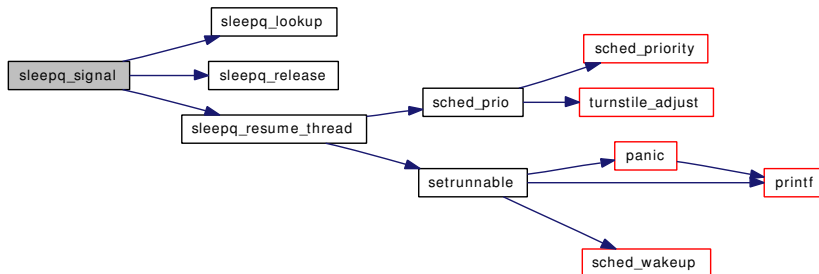 sleepq_lookup
sched_priority
sleepq_signal
sleepq_release
sched_prio
turnstile_adjust
sleepq_resume_thread
panic
setrunnable
printf
sched_wakeup